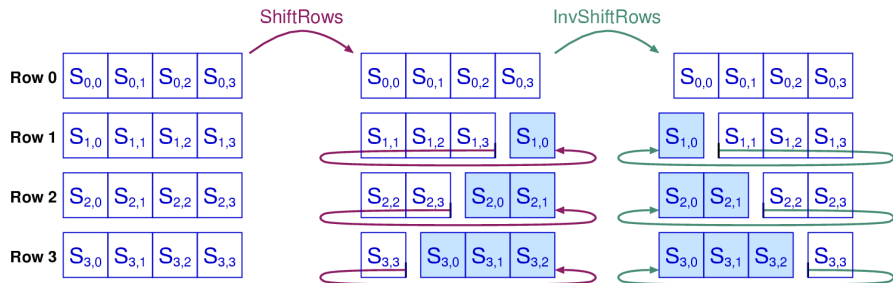 ShiftRows InvShiftRows
Row 0 S0,0 S0,1 S0,2 S0,3 S0,0 S0,1 S0,2 S0,3 S0,0 S0,1 S0,2 S0,3
Row 1 S1,0 S1,1 S1,2 S1,3 S1,1 S1,2 S1,3 S1,0 S1,0 S1,1 S1,2 S1,3
Row 2 S2,0 S2,1 S2,2 S2,3 S2,2 S2,3 S2,0 S2,1 S2,0 S2,1 S2,2 S2,3
Row 3 S3,0 S3,1 S3,2 S3,3 S3,3 S3,0 S3,1 S3,2 S3,0 S3,1 S3,2 S3,3